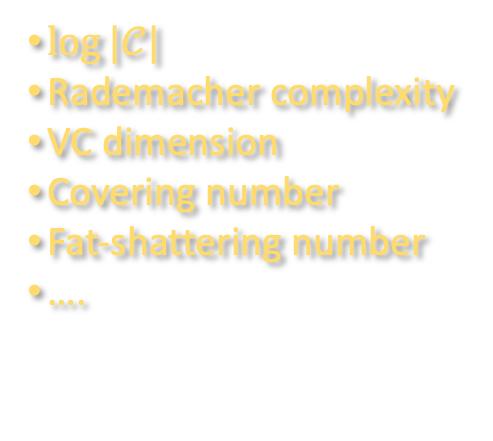 • log |𝒞|
• Rademacher complexity
• VC dimension
• Covering number
• Fat-shattering number
• ....